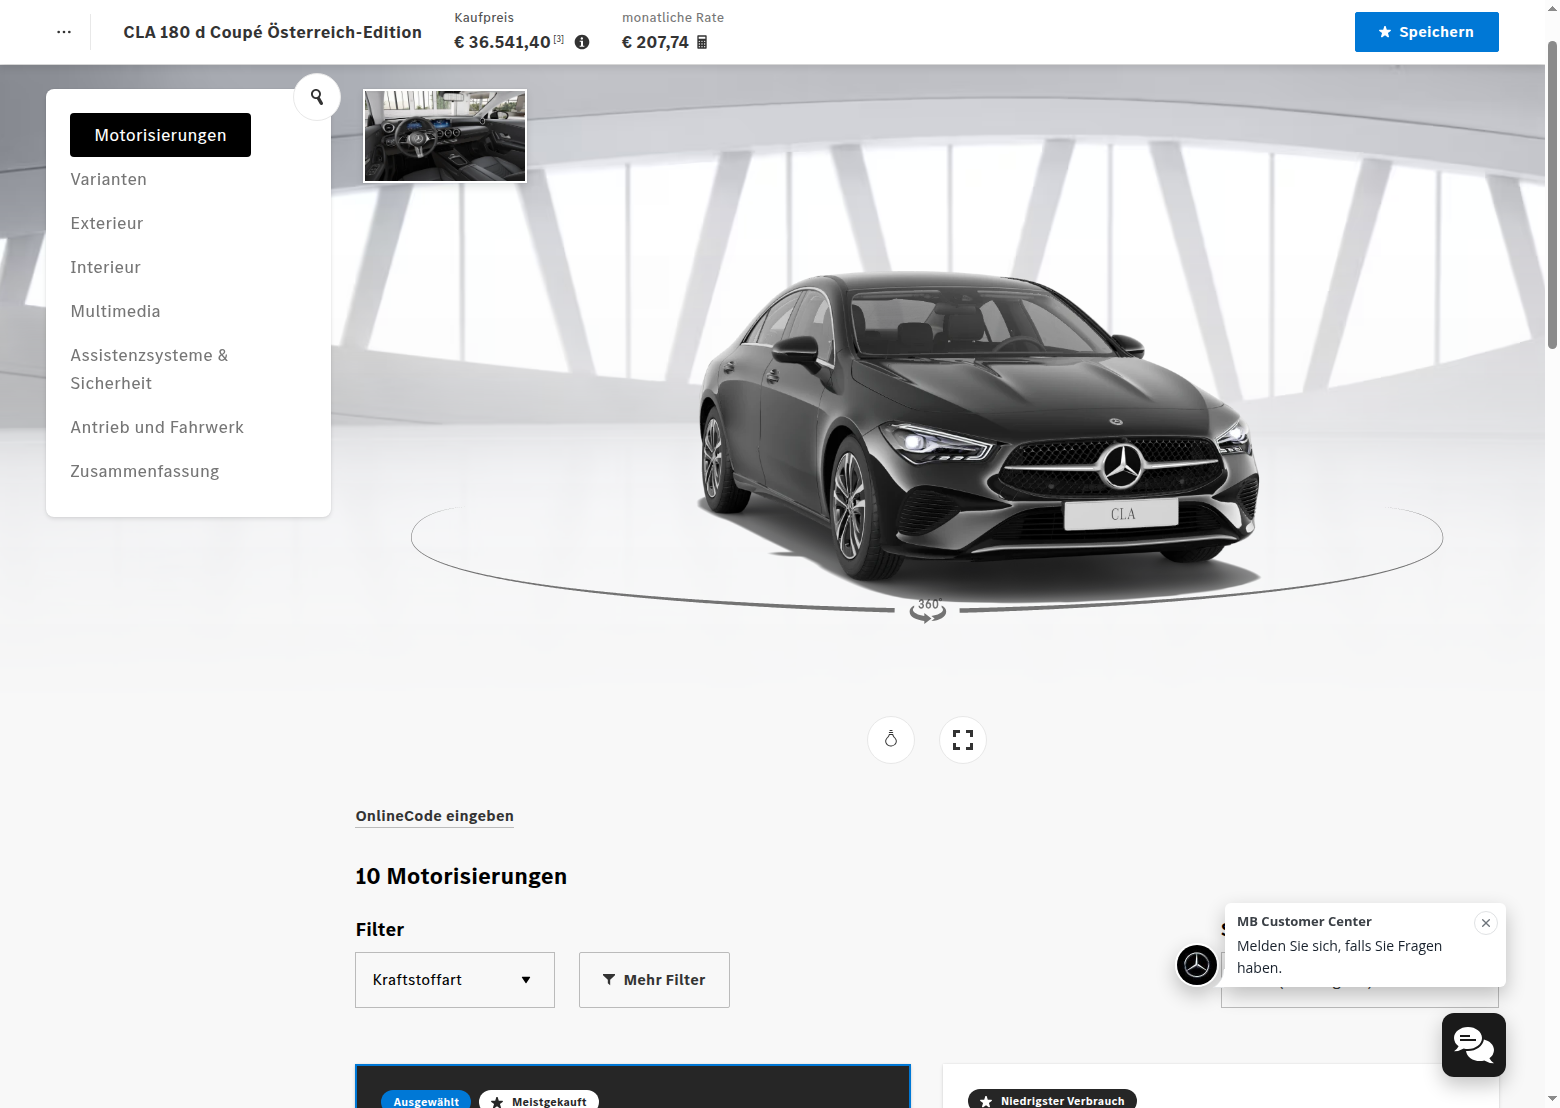 CLA 180 d Coupé Österreich-Edition
Kaufpreis
€ 36.541,40 [3]
monatliche Rate
€ 207,74
Speichern
Motorisierungen
Varianten
Exterieur
Interieur
Multimedia
Assistenzsysteme &
Sicherheit
Antrieb und Fahrwerk
Zusammenfassung
CLA
360°
OnlineCode eingeben
10 Motorisierungen
Filter
Kraftstoffart
Mehr Filter
MB Customer Center
Melden Sie sich, falls Sie Fragen
haben.
Ausgewählt
Meistgekauft
Niedrigster Verbrauch